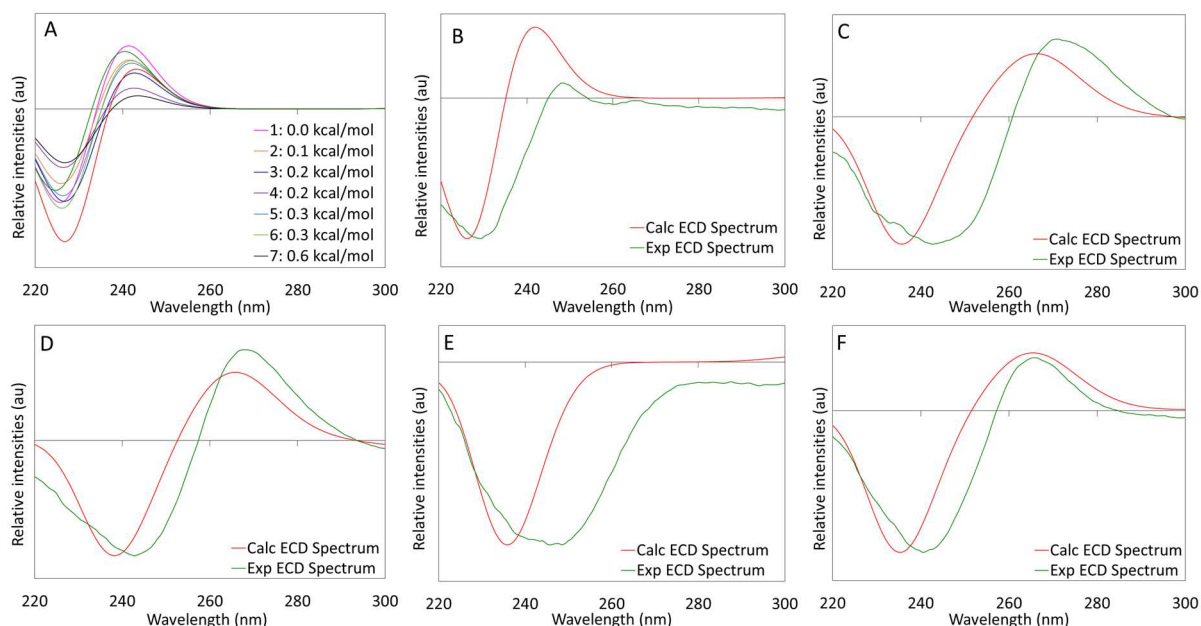 A
Relative intensities (au)
1: 0.0 kcal/mol
2: 0.1 kcal/mol
3: 0.2 kcal/mol
4: 0.2 kcal/mol
5: 0.3 kcal/mol
6: 0.3 kcal/mol
7: 0.6 kcal/mol
220 240 260 280 300
Wavelength (nm)
B
Relative intensities (au)
Calc ECD Spectrum
Exp ECD Spectrum
220 240 260 280 300
Wavelength (nm)
C
Relative intensities (au)
Calc ECD Spectrum
Exp ECD Spectrum
220 240 260 280 300
Wavelength (nm)
D
Relative intensities (au)
Calc ECD Spectrum
Exp ECD Spectrum
220 240 260 280 300
Wavelength (nm)
E
Relative intensities (au)
Calc ECD Spectrum
Exp ECD Spectrum
220 240 260 280 300
Wavelength (nm)
F
Relative intensities (au)
Calc ECD Spectrum
Exp ECD Spectrum
220 240 260 280 300
Wavelength (nm)